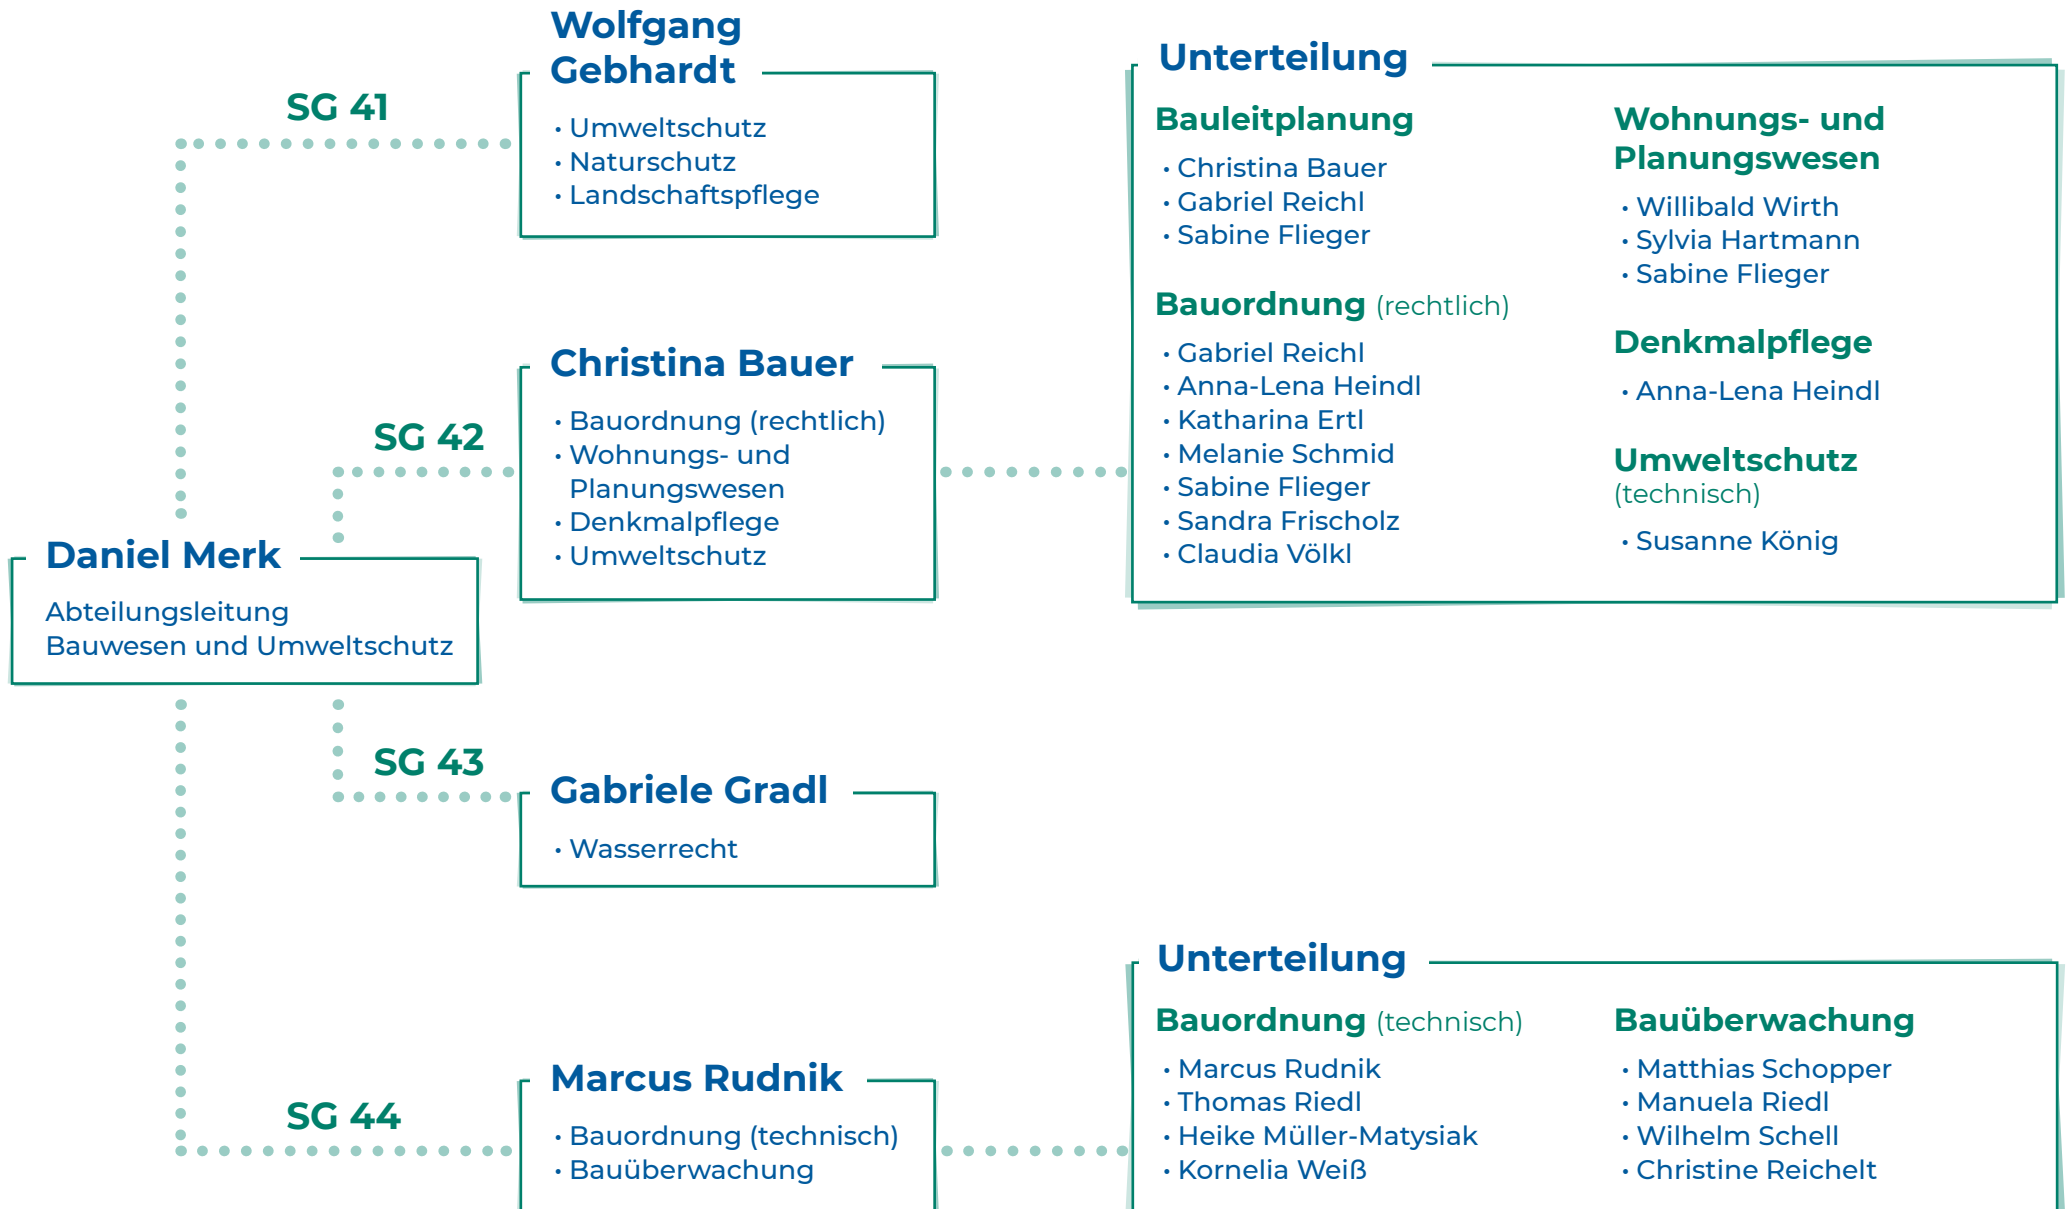 Wolfgang
Gebhardt
SG 41
· Umweltschutz
· Naturschutz
· Landschaftspflege
Christina Bauer
SG 42
· Bauordnung (rechtlich)
· Wohnungs- und
Planungswesen
· Denkmalpflege
· Umweltschutz
Unterteilung
Bauleitplanung
· Christina Bauer
· Gabriel Reichl
· Sabine Flieger
Bauordnung (rechtlich)
· Gabriel Reichl
· Anna-Lena Heindl
· Katharina Ertl
· Melanie Schmid
· Sabine Flieger
· Sandra Frischolz
· Claudia Völkl
Wohnungs- und
Planungswesen
· Willibald Wirth
· Sylvia Hartmann
· Sabine Flieger
Denkmalpflege
· Anna-Lena Heindl
Umweltschutz
(technisch)
· Susanne König
Daniel Merk
Abteilungsleitung
Bauwesen und Umweltschutz
SG 43
Gabriele Gradl
· Wasserrecht
SG 44
Marcus Rudnik
· Bauordnung (technisch)
· Bauüberwachung
Unterteilung
Bauordnung (technisch)
· Marcus Rudnik
· Thomas Riedl
· Heike Müller-Matysiak
· Kornelia Weiß
Bauüberwachung
· Matthias Schopper
· Manuela Riedl
· Wilhelm Schell
· Christine Reichelt